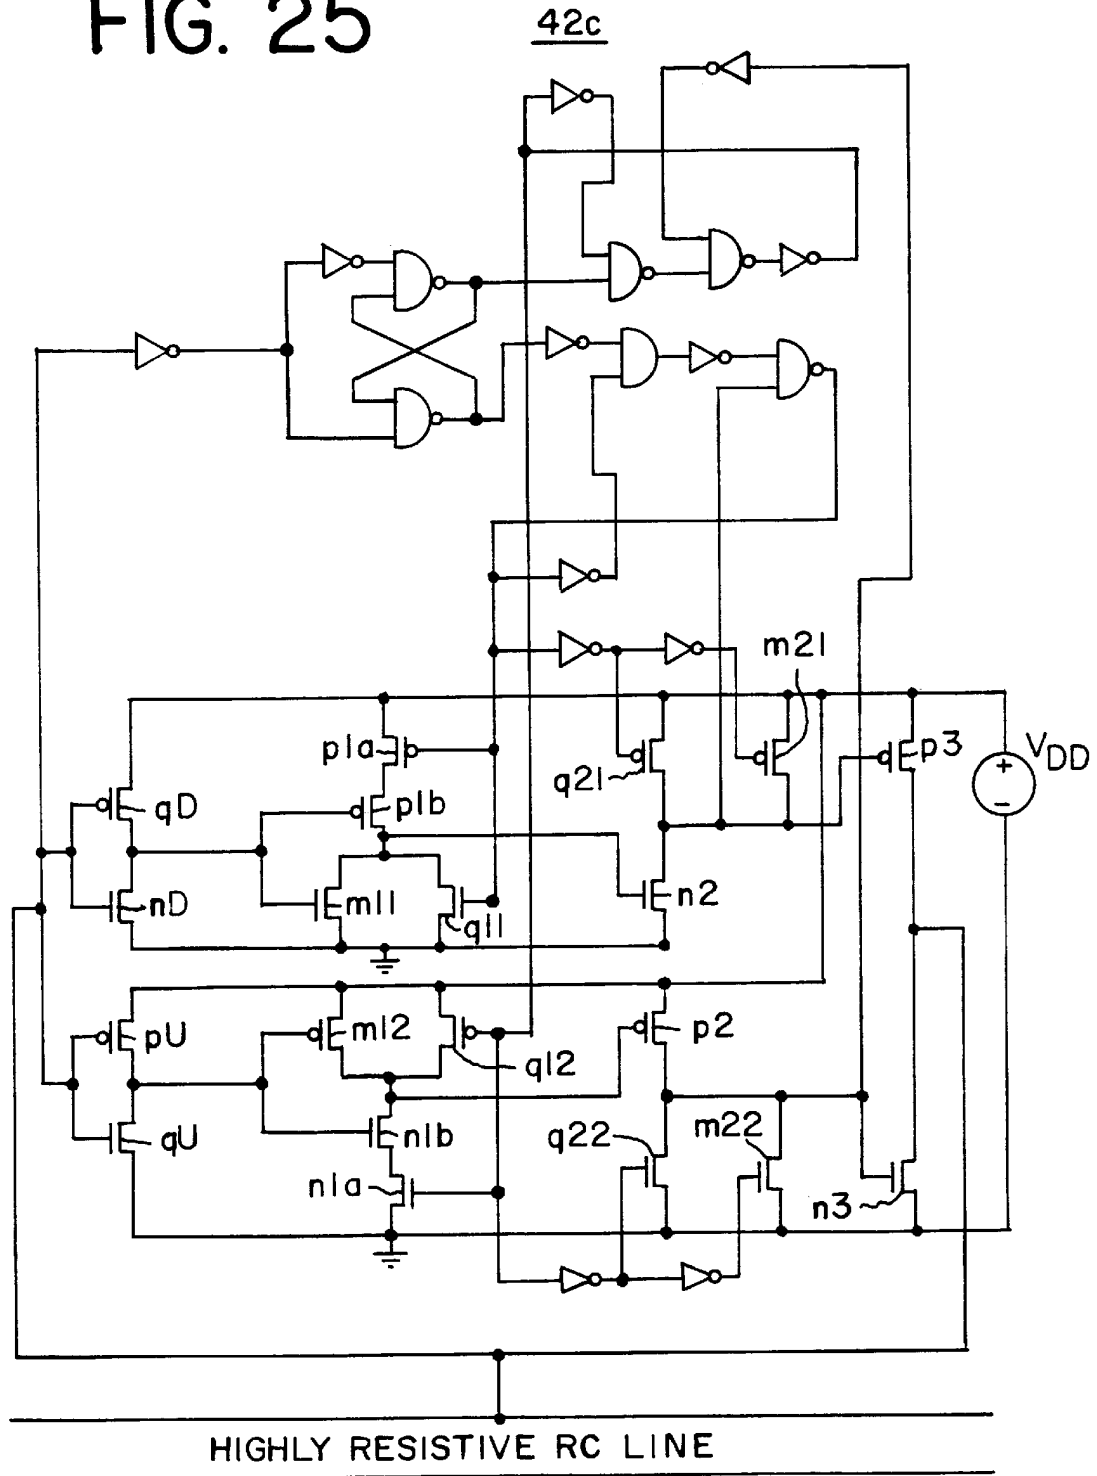 FIG. 25
42c
m21
p1a
q21
p3
VDD
+
−
qD
p1b
nD
m11
q11
n2
pU
m12
q12
p2
qU
n1b
q22
m22
n1a
n3
HIGHLY RESISTIVE RC LINE